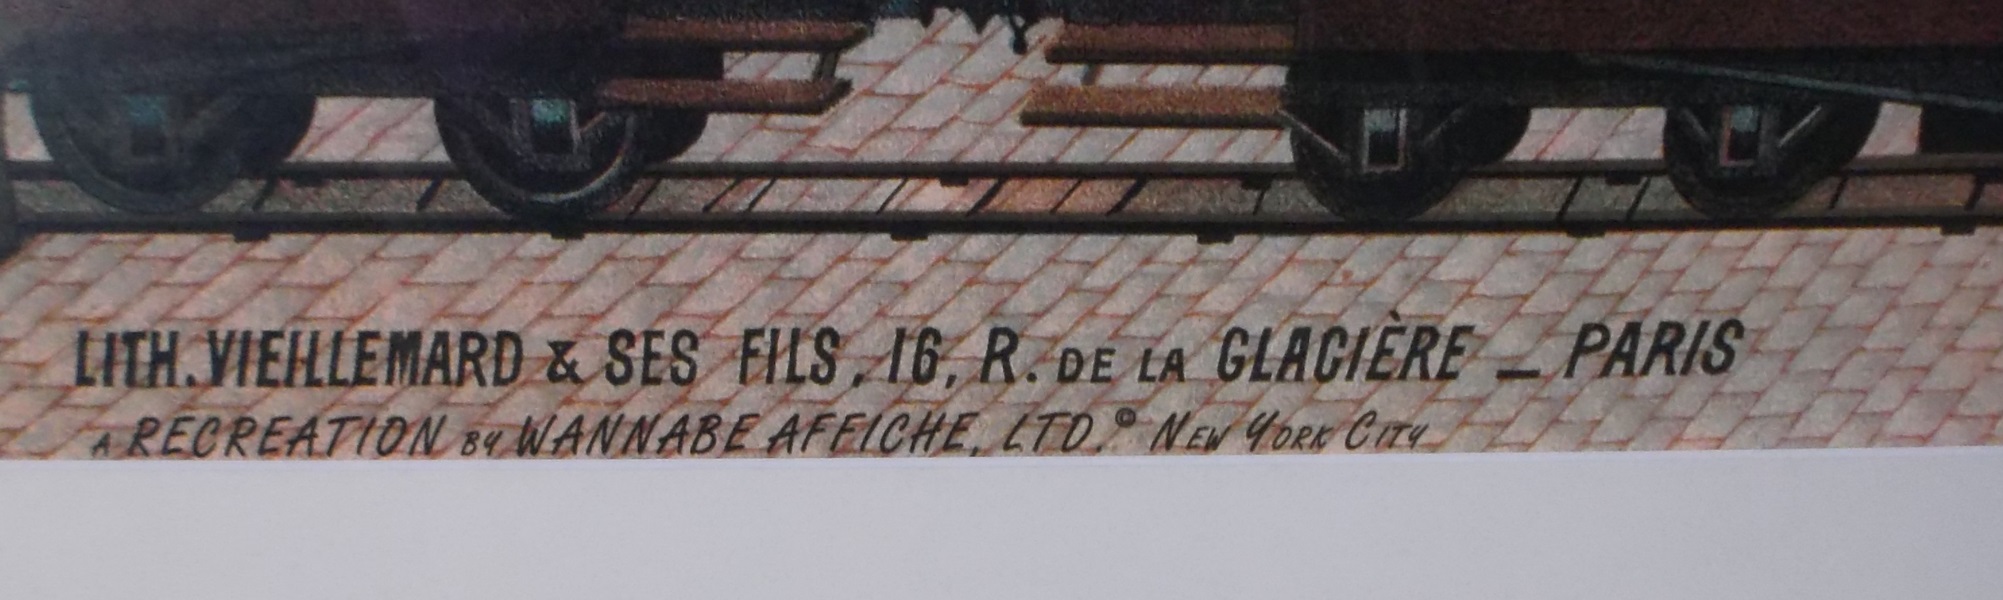 LITH. VIEILLEMARD & SES FILS, 16, R. DE LA GLACIÈRE — PARIS
A RECREATION BY WANNABE AFFICHE, LTD.© NEW YORK CITY